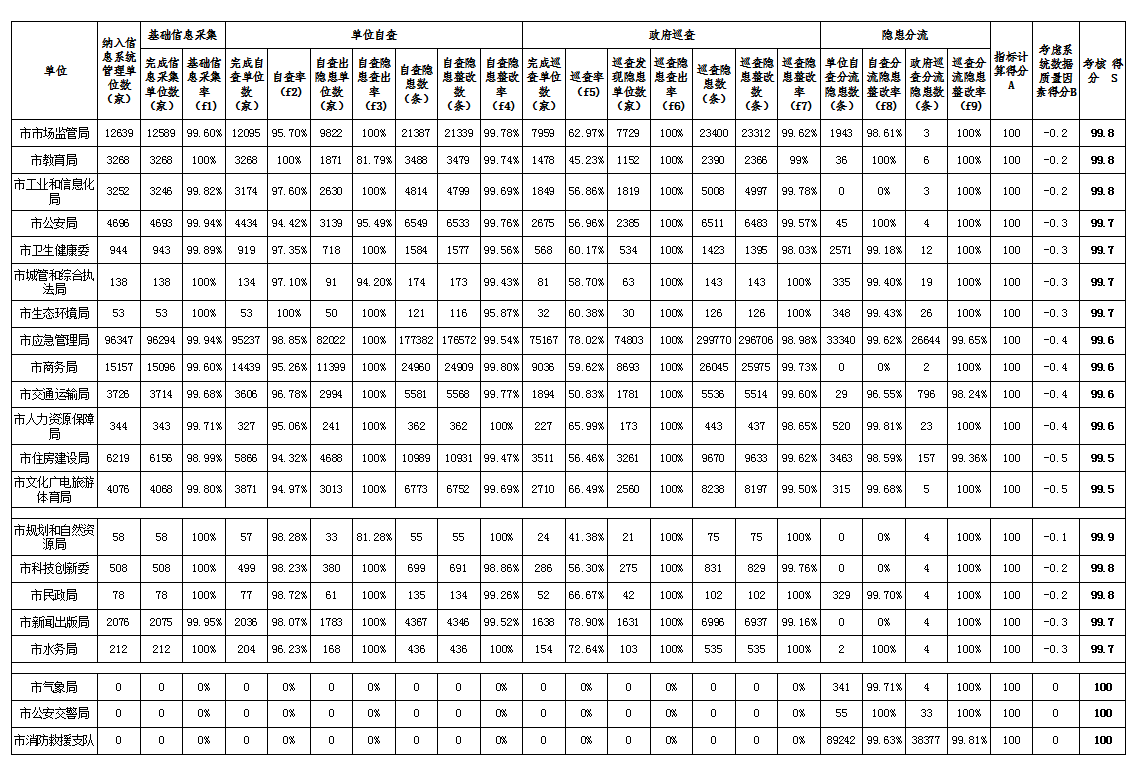 单位 纳入信息系统管理单位数（家） 基础信息采集 单位自查 政府巡查 隐患分流 指标计算得分A 考虑系统数据质量因素得分B 考核 得分 S
完成信息采集单位数（家） 基础信息采集率（f1） 完成自查单位数（家） 自查率（f2） 自查出隐患单位数（家） 自查隐患查出率（f3） 自查隐患数（条） 自查隐患整改数（条） 自查隐患整改率（f4） 完成巡查单位数（家） 巡查率（f5） 巡查发现隐患单位数（家） 巡查隐患查出率（f6） 巡查隐患数（条） 巡查隐患整改数（条） 巡查隐患整改率（f7） 单位自查分流隐患数（条） 自查分流隐患整改率（f8） 政府巡查分流隐患数（条） 巡查分流隐患整改率（f9）
市市场监管局 12639 12589 99.60% 12095 95.70% 9822 100% 21387 21339 99.78% 7959 62.97% 7729 100% 23400 23312 99.62% 1943 98.61% 3 100% 100 -0.2 99.8
市教育局 3268 3268 100% 3268 100% 1871 81.79% 3488 3479 99.74% 1478 45.23% 1152 100% 2390 2366 99% 36 100% 6 100% 100 -0.2 99.8
市工业和信息化局 3252 3246 99.82% 3174 97.60% 2630 100% 4814 4799 99.69% 1849 56.86% 1819 100% 5008 4997 99.78% 0 0% 3 100% 100 -0.2 99.8
市公安局 4696 4693 99.94% 4434 94.42% 3139 95.49% 6549 6533 99.76% 2675 56.96% 2385 100% 6511 6483 99.57% 45 100% 4 100% 100 -0.3 99.7
市卫生健康委 944 943 99.89% 919 97.35% 718 100% 1584 1577 99.56% 568 60.17% 534 100% 1423 1395 98.03% 2571 99.18% 12 100% 100 -0.3 99.7
市城管和综合执法局 138 138 100% 134 97.10% 91 94.20% 174 173 99.43% 81 58.70% 63 100% 143 143 100% 335 99.40% 19 100% 100 -0.3 99.7
市生态环境局 53 53 100% 53 100% 50 100% 121 116 95.87% 32 60.38% 30 100% 126 126 100% 348 99.43% 26 100% 100 -0.3 99.7
市应急管理局 96347 96294 99.94% 95237 98.85% 82022 100% 177382 176572 99.54% 75167 78.02% 74803 100% 299770 296706 98.98% 33340 99.62% 26644 99.65% 100 -0.4 99.6
市商务局 15157 15096 99.60% 14439 95.26% 11399 100% 24960 24909 99.80% 9036 59.62% 8693 100% 26045 25975 99.73% 0 0% 2 100% 100 -0.4 99.6
市交通运输局 3726 3714 99.68% 3606 96.78% 2994 100% 5581 5568 99.77% 1894 50.83% 1781 100% 5536 5514 99.60% 29 96.55% 796 98.24% 100 -0.4 99.6
市人力资源保障局 344 343 99.71% 327 95.06% 241 100% 362 362 100% 227 65.99% 173 100% 443 437 98.65% 520 99.81% 23 100% 100 -0.4 99.6
市住房建设局 6219 6156 98.99% 5866 94.32% 4688 100% 10989 10931 99.47% 3511 56.46% 3261 100% 9670 9633 99.62% 3463 98.59% 157 99.36% 100 -0.5 99.5
市文化广电旅游体育局 4076 4068 99.80% 3871 94.97% 3013 100% 6773 6752 99.69% 2710 66.49% 2560 100% 8238 8197 99.50% 315 99.68% 5 100% 100 -0.5 99.5
市规划和自然资源局 58 58 100% 57 98.28% 33 81.28% 55 55 100% 24 41.38% 21 100% 75 75 100% 0 0% 4 100% 100 -0.1 99.9
市科技创新委 508 508 100% 499 98.23% 380 100% 699 691 98.86% 286 56.30% 275 100% 831 829 99.76% 0 0% 4 100% 100 -0.2 99.8
市民政局 78 78 100% 77 98.72% 61 100% 135 134 99.26% 52 66.67% 42 100% 102 102 100% 329 99.70% 4 100% 100 -0.2 99.8
市新闻出版局 2076 2075 99.95% 2036 98.07% 1783 100% 4367 4346 99.52% 1638 78.90% 1631 100% 6996 6937 99.16% 0 0% 4 100% 100 -0.3 99.7
市水务局 212 212 100% 204 96.23% 168 100% 436 436 100% 154 72.64% 103 100% 535 535 100% 2 100% 4 100% 100 -0.3 99.7
市气象局 0 0 0% 0 0% 0 0% 0 0 0% 0 0% 0 0% 0 0 0% 341 99.71% 4 100% 100 0 100
市公安交警局 0 0 0% 0 0% 0 0% 0 0 0% 0 0% 0 0% 0 0 0% 55 100% 33 100% 100 0 100
市消防救援支队 0 0 0% 0 0% 0 0% 0 0 0% 0 0% 0 0% 0 0 0% 89242 99.63% 38377 99.81% 100 0 100